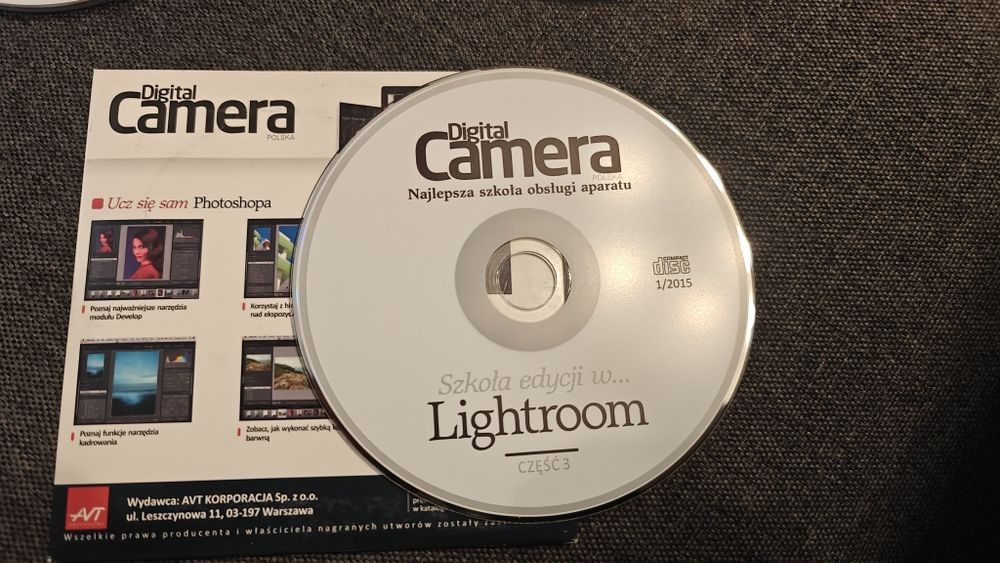 Digital
Camera
POLSKA
Ucz się sam Photoshopa
Poznaj najważniejsze narzędzia
modułu Develop
Korzystaj z
nad
Poznaj funkcje narzędzia
kadrowania
Zobacz, jak wykonać szybką
barwną
AVT
Wydawca: AVT KORPORACJA Sp. z o.o.
ul. Leszczynowa 11, 03-197 Warszawa
Wszelkie prawa producenta i właściciela nagranych utworów zostały
w
Digital
Camera
POLSKA
Najlepsza szkoła obsługi aparatu
COMPACT
disc
1/2015
Szkoła edycji w...
Lightroom
CZĘŚĆ 3